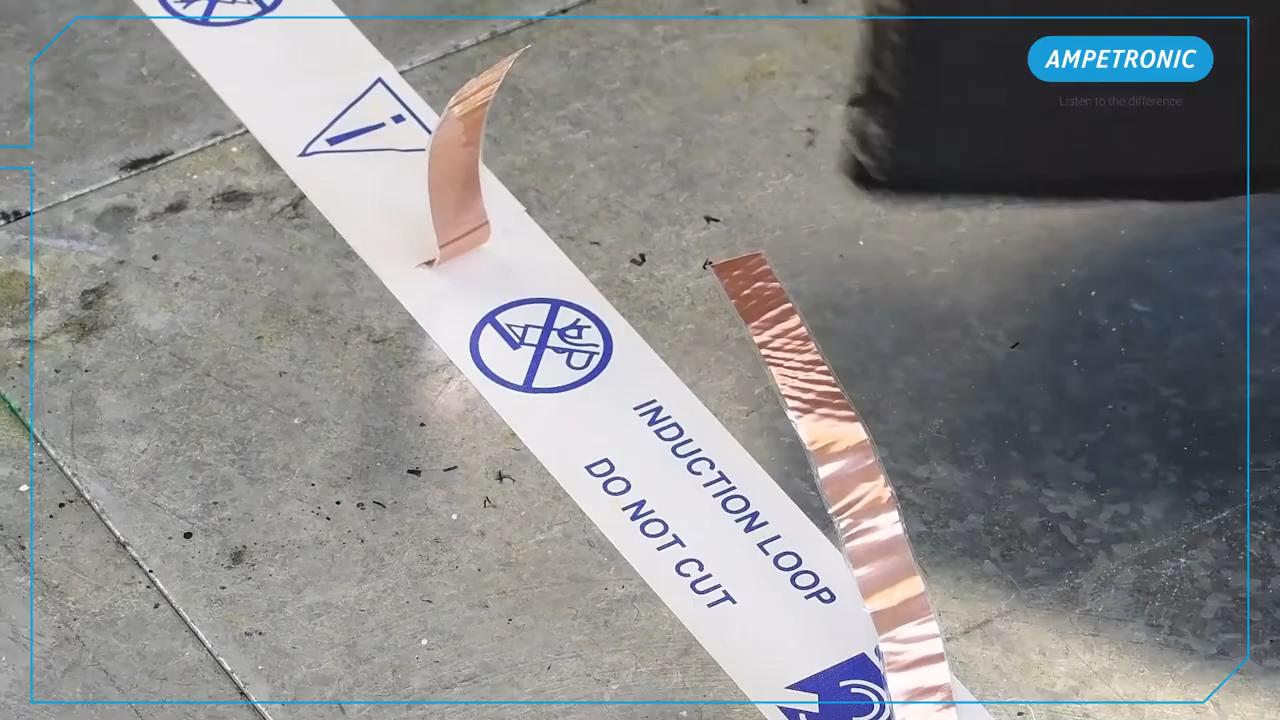 AMPETRONIC
Listen to the difference
i
INDUCTION LOOP
DO NOT CUT